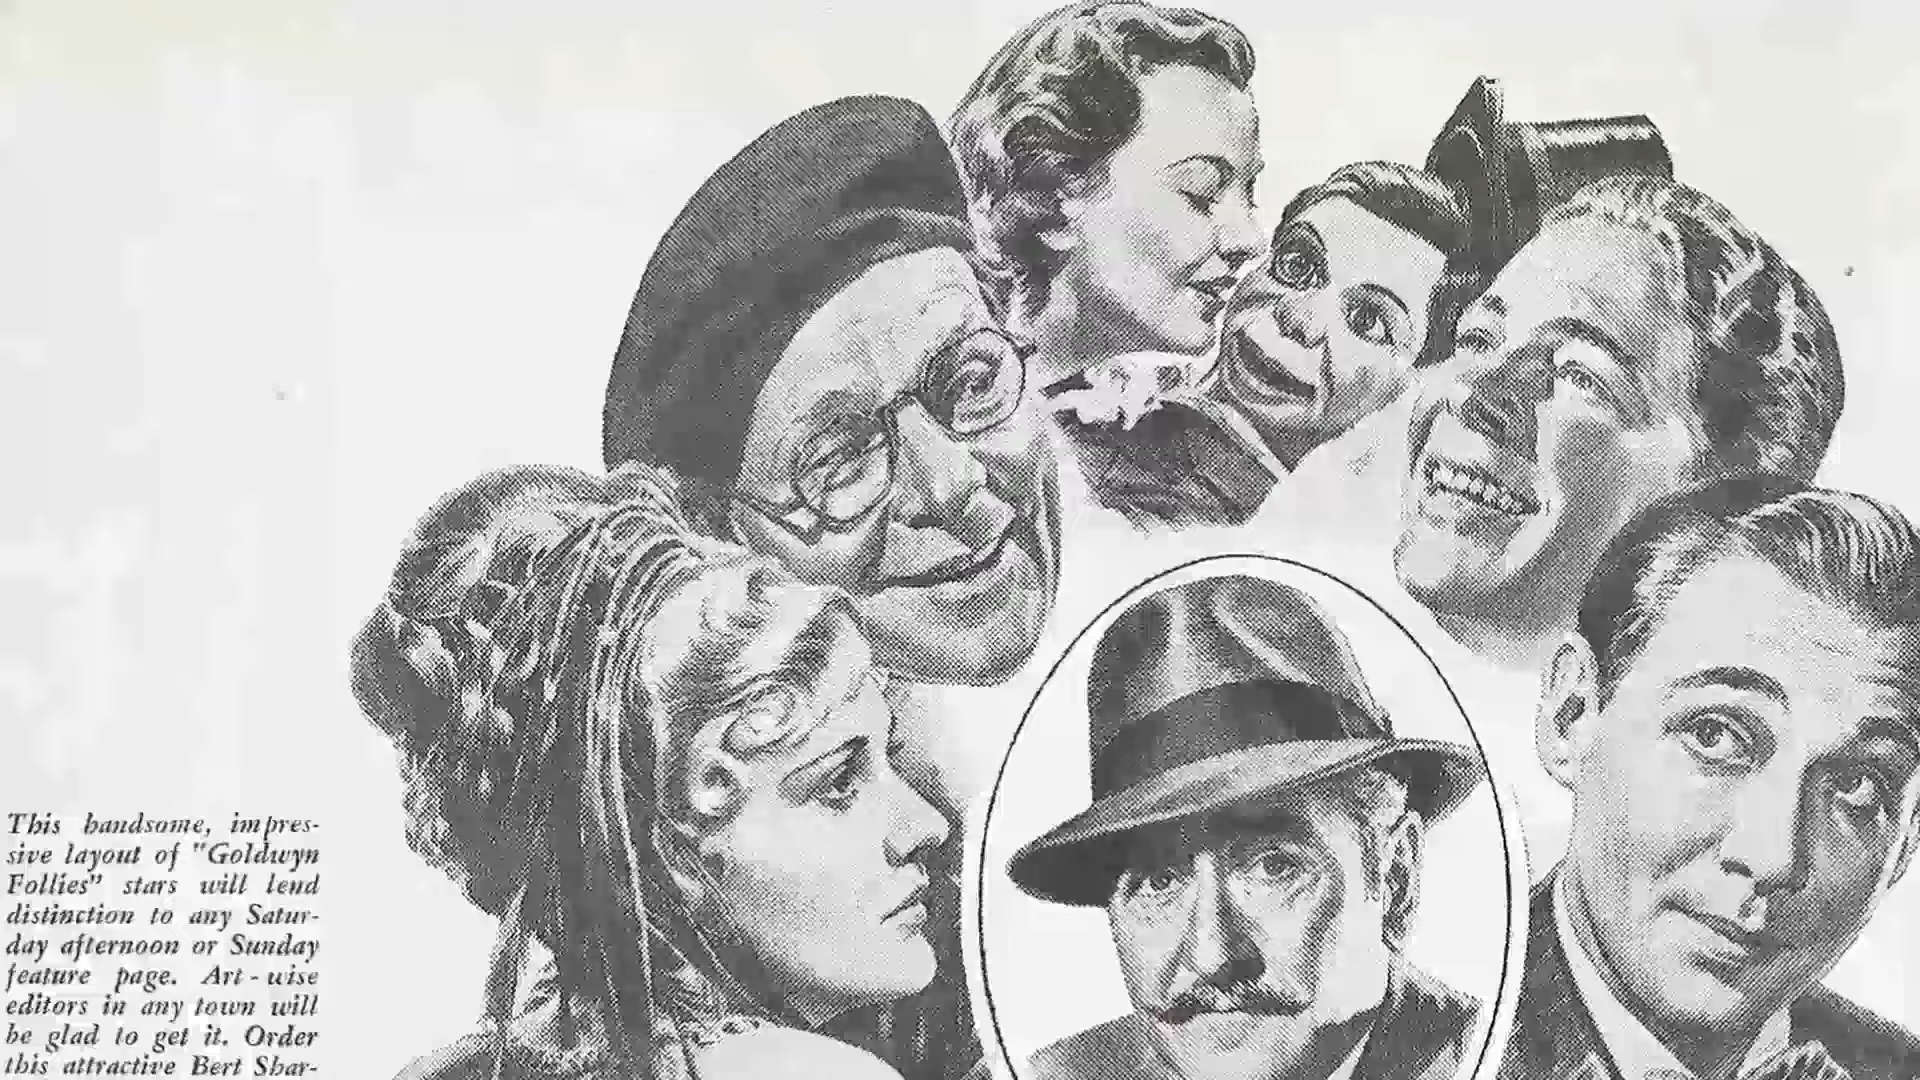 This handsome, impres-
sive layout of "Goldwyn
Follies" stars will lend
distinction to any Satur-
day afternoon or Sunday
feature page. Art-wise
editors in any town will
be glad to get it. Order
this attractive Bert Shar-